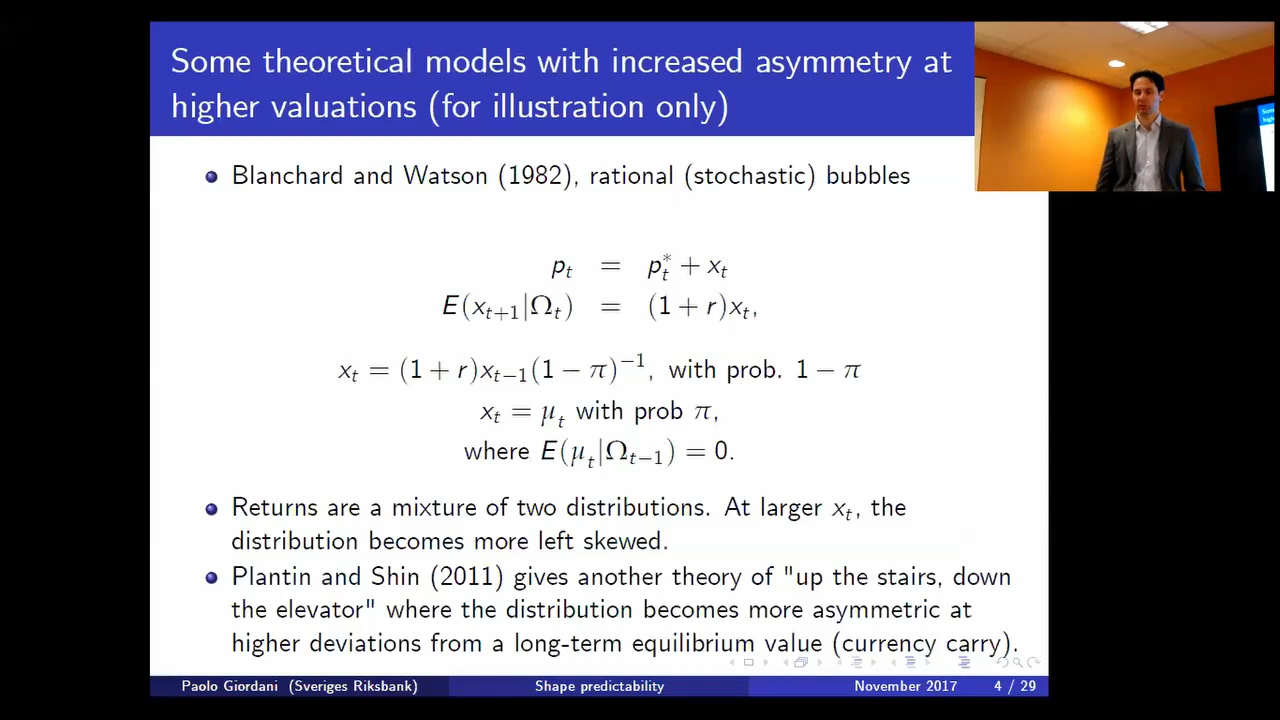 Some theoretical models with increased asymmetry at
higher valuations (for illustration only)
Blanchard and Watson (1982), rational (stochastic) bubbles
p_t = p_t^* + x_t
E(x_{t+1}|Ω_t) = (1 + r)x_t,
x_t = (1 + r)x_{t−1}(1 − π)^{−1}, with prob. 1 − π
x_t = μ_t with prob π,
where E(μ_t|Ω_{t−1}) = 0.
Returns are a mixture of two distributions. At larger x_t, the
distribution becomes more left skewed.
Plantin and Shin (2011) gives another theory of "up the stairs, down
the elevator" where the distribution becomes more asymmetric at
higher deviations from a long-term equilibrium value (currency carry).
Paolo Giordani (Sveriges Riksbank) Shape predictability November 2017 4 / 29